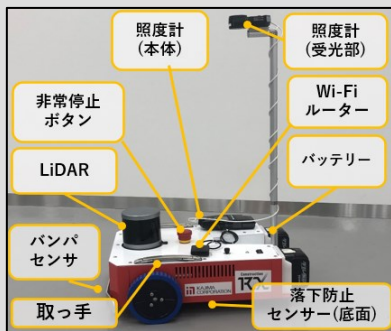 照度計
(本体)
照度計
(受光部)
非常停止
ボタン
Wi-Fi
ルーター
LiDAR
バッテリー
バンパ
センサ
取っ手
落下防止
センサー(底面)
KAJIMA
CORPORATION
Construction